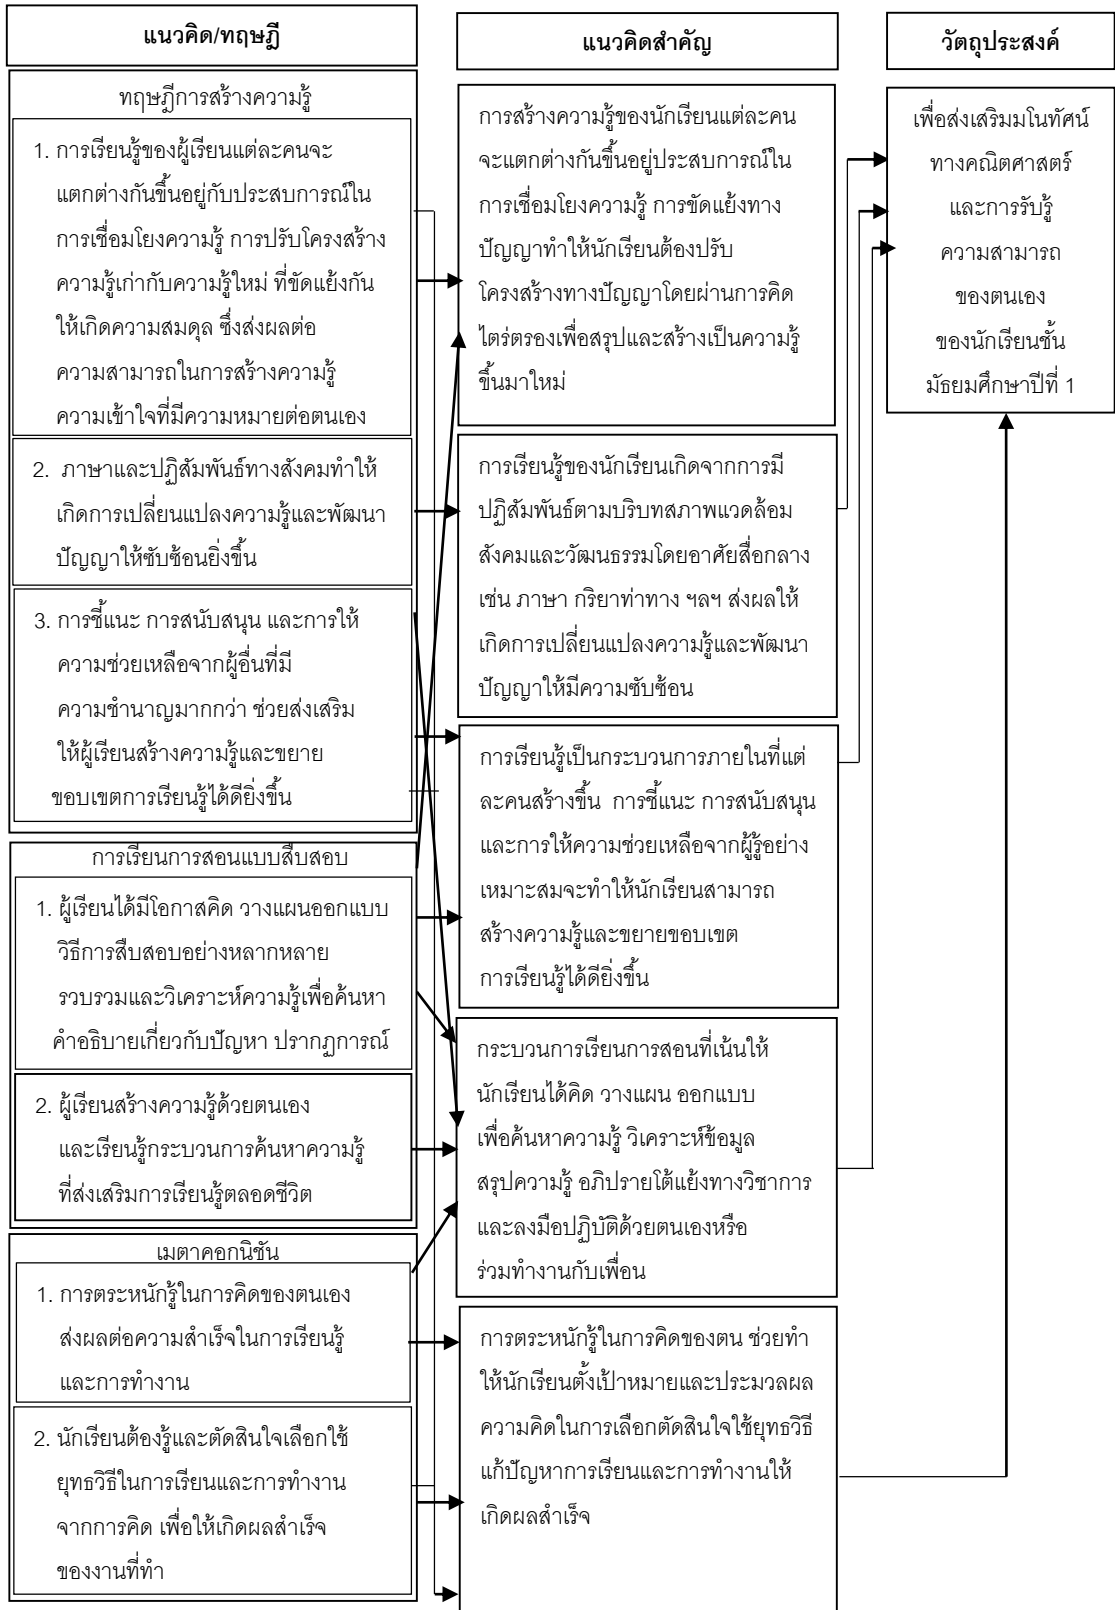 แนวคิด/ทฤษฎี
ทฤษฎีการสร้างความรู้
1. การเรียนรู้ของผู้เรียนแต่ละคนจะ
แตกต่างกันขึ้นอยู่กับประสบการณ์ใน
การเชื่อมโยงความรู้ การปรับโครงสร้าง
ความรู้เก่ากับความรู้ใหม่ ที่ขัดแย้งกัน
ให้เกิดความสมดุล ซึ่งส่งผลต่อ
ความสามารถในการสร้างความรู้
ความเข้าใจที่มีความหมายต่อตนเอง
2. ภาษาและปฏิสัมพันธ์ทางสังคมทำให้
เกิดการเปลี่ยนแปลงความรู้และพัฒนา
ปัญญาให้ซับซ้อนยิ่งขึ้น
3. การชี้แนะ การสนับสนุน และการให้
ความช่วยเหลือจากผู้อื่นที่มี
ความชำนาญมากกว่า ช่วยส่งเสริม
ให้ผู้เรียนสร้างความรู้และขยาย
ขอบเขตการเรียนรู้ได้ดียิ่งขึ้น
การเรียนการสอนแบบสืบสอบ
1. ผู้เรียนได้มีโอกาสคิด วางแผนออกแบบ
วิธีการสืบสอบอย่างหลากหลาย
รวบรวมและวิเคราะห์ความรู้เพื่อค้นหา
คำอธิบายเกี่ยวกับปัญหา ปรากฏการณ์
2. ผู้เรียนสร้างความรู้ด้วยตนเอง
และเรียนรู้กระบวนการค้นหาความรู้
ที่ส่งเสริมการเรียนรู้ตลอดชีวิต
เมตาคอกนิชัน
1. การตระหนักรู้ในการคิดของตนเอง
ส่งผลต่อความสำเร็จในการเรียนรู้
และการทำงาน
2. นักเรียนต้องรู้และตัดสินใจเลือกใช้
ยุทธวิธีในการเรียนและการทำงาน
จากการคิด เพื่อให้เกิดผลสำเร็จ
ของงานที่ทำ
แนวคิดสำคัญ
การสร้างความรู้ของนักเรียนแต่ละคน
จะแตกต่างกันขึ้นอยู่ประสบการณ์ใน
การเชื่อมโยงความรู้ การขัดแย้งทาง
ปัญญาทำให้นักเรียนต้องปรับ
โครงสร้างทางปัญญาโดยผ่านการคิด
ไตร่ตรองเพื่อสรุปและสร้างเป็นความรู้
ขึ้นมาใหม่
การเรียนรู้ของนักเรียนเกิดจากการมี
ปฏิสัมพันธ์ตามบริบทสภาพแวดล้อม
สังคมและวัฒนธรรมโดยอาศัยสื่อกลาง
เช่น ภาษา กริยาท่าทาง ฯลฯ ส่งผลให้
เกิดการเปลี่ยนแปลงความรู้และพัฒนา
ปัญญาให้มีความซับซ้อน
การเรียนรู้เป็นกระบวนการภายในที่แต่
ละคนสร้างขึ้น การชี้แนะ การสนับสนุน
และการให้ความช่วยเหลือจากผู้รู้อย่าง
เหมาะสมจะทำให้นักเรียนสามารถ
สร้างความรู้และขยายขอบเขต
การเรียนรู้ได้ดียิ่งขึ้น
กระบวนการเรียนการสอนที่เน้นให้
นักเรียนได้คิด วางแผน ออกแบบ
เพื่อค้นหาความรู้ วิเคราะห์ข้อมูล
สรุปความรู้ อภิปรายโต้แย้งทางวิชาการ
และลงมือปฏิบัติด้วยตนเองหรือ
ร่วมทำงานกับเพื่อน
การตระหนักรู้ในการคิดของตน ช่วยทำ
ให้นักเรียนตั้งเป้าหมายและประมวลผล
ความคิดในการเลือกตัดสินใจใช้ยุทธวิธี
แก้ปัญหาการเรียนและการทำงานให้
เกิดผลสำเร็จ
วัตถุประสงค์
เพื่อส่งเสริมมโนทัศน์
ทางคณิตศาสตร์
และการรับรู้
ความสามารถ
ของตนเอง
ของนักเรียนชั้น
มัธยมศึกษาปีที่ 1